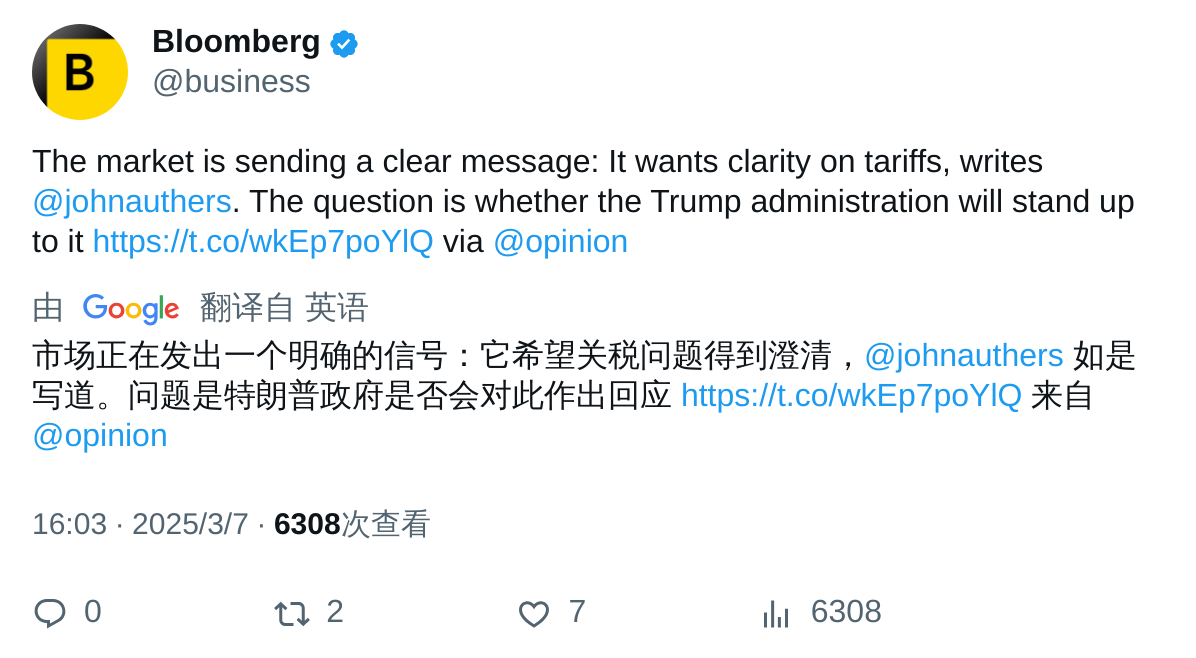 B
Bloomberg
@business
The market is sending a clear message: It wants clarity on tariffs, writes
@johnauthers. The question is whether the Trump administration will stand up
to it https://t.co/wkEp7poYlQ via @opinion
由 Google 翻译自 英语
市场正在发出一个明确的信号：它希望关税问题得到澄清，@johnauthers 如是
写道。问题是特朗普政府是否会对此作出回应 https://t.co/wkEp7poYlQ 来自
@opinion
16:03 · 2025/3/7 · 6308次查看
0 2 7 6308